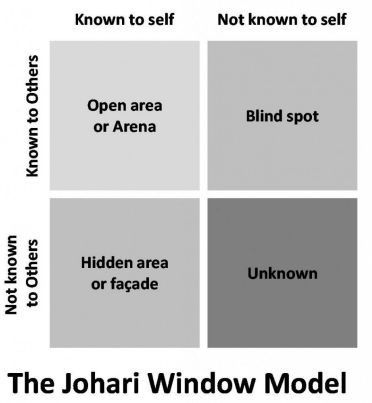 Known to self
Not known to self
Known to Others
Open area
or Arena
Blind spot
Not known
to Others
Hidden area
or façade
Unknown
The Johari Window Model